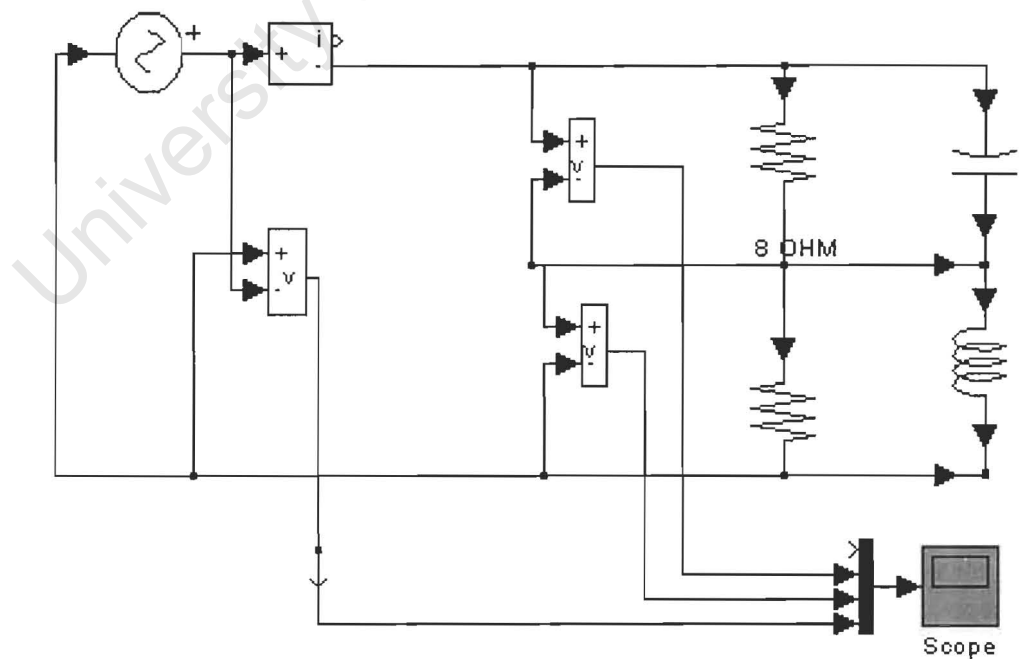 University
+
+ i -
+ v -
+ v -
8 OHM
+ v -
Scope